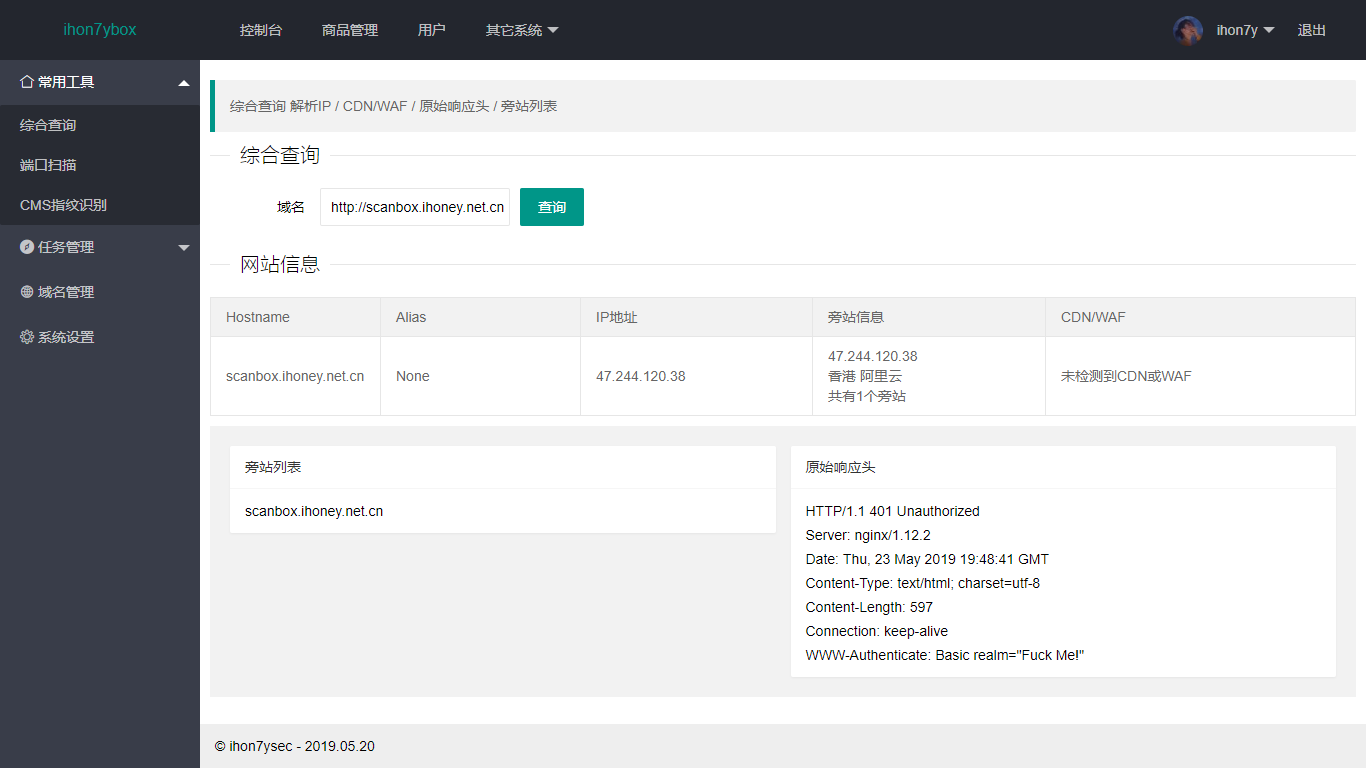 ihon7ybox 控制台 商品管理 用户 其它系统 ihon7y 退出
常用工具
综合查询
端口扫描
CMS指纹识别
任务管理
域名管理
系统设置
综合查询 解析IP / CDN/WAF / 原始响应头 / 旁站列表
综合查询
域名 http://scanbox.ihoney.net.cn 查询
网站信息
Hostname Alias IP地址 旁站信息 CDN/WAF
scanbox.ihoney.net.cn None 47.244.120.38 47.244.120.38 未检测到CDN或WAF
香港 阿里云
共有1个旁站
旁站列表
scanbox.ihoney.net.cn
原始响应头
HTTP/1.1 401 Unauthorized
Server: nginx/1.12.2
Date: Thu, 23 May 2019 19:48:41 GMT
Content-Type: text/html; charset=utf-8
Content-Length: 597
Connection: keep-alive
WWW-Authenticate: Basic realm="Fuck Me!"
© ihon7ysec - 2019.05.20